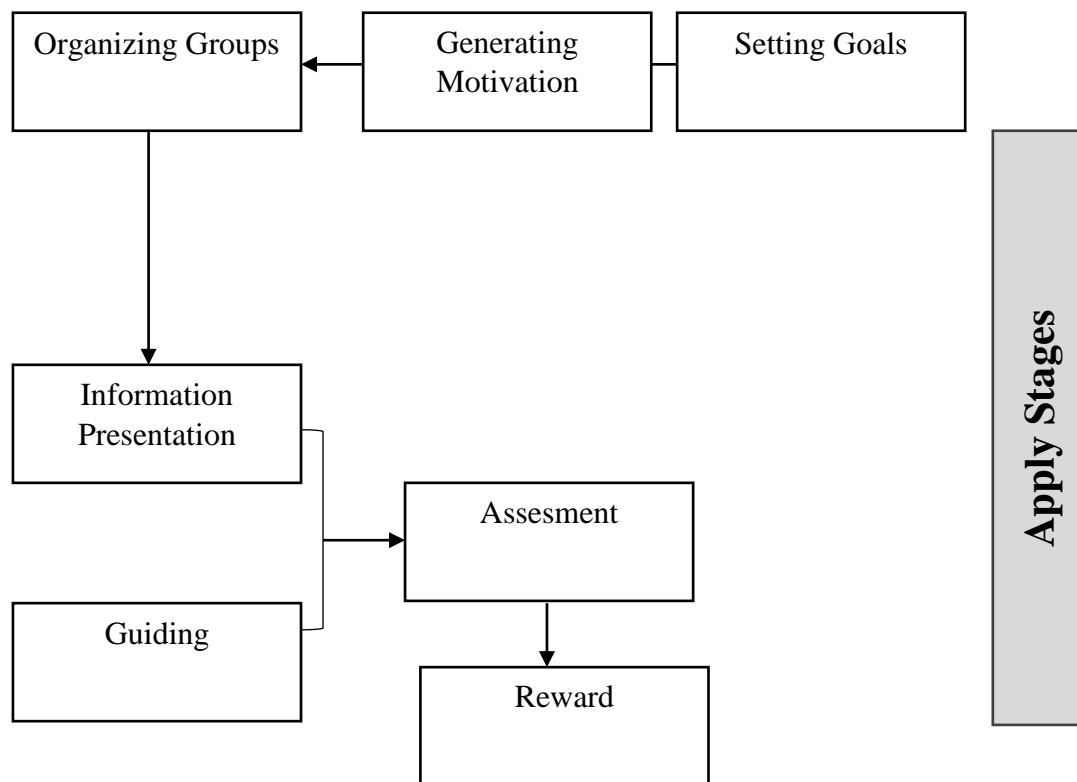 Organizing Groups
Generating
Motivation
Setting Goals
Information
Presentation
Assesment
Guiding
Reward
Apply Stages